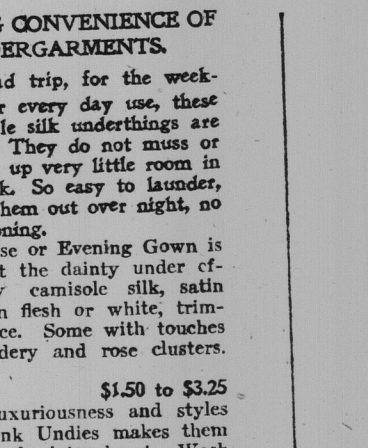 CONVENIENCE OF
ERGARMENTS.
ad trip, for the week-
r every day use, these
le silk underthings are
They do not muss or
up very little room in
k. So easy to launder,
hem out over night, no
ning.
se or Evening Gown is
t the dainty under cf-
y camisole silk, satin
n flesh or white, trim-
ce. Some with touches
dery and rose clusters.
$1.50 to $3.25
uxuriousness and styles
nk Undies makes them